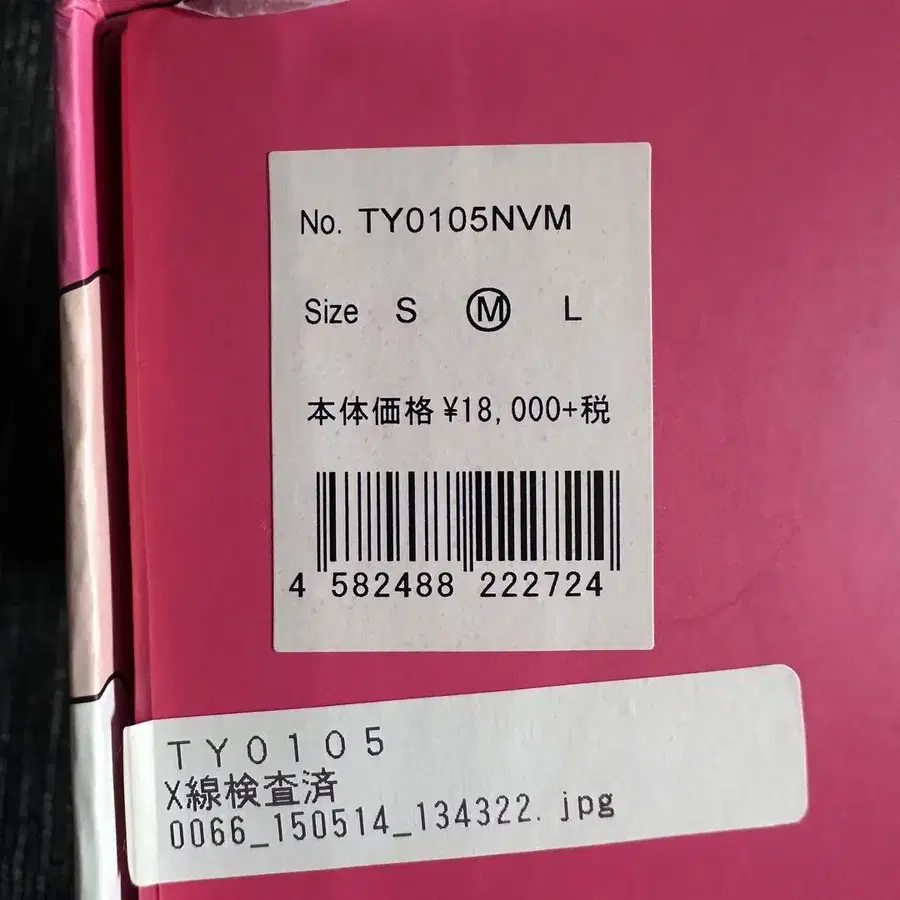 No. TY0105NVM
Size S Ⓜ L
本体価格 ¥18,000+税
4 582488 222724
TY0105
X線検査済
0066_150514_134322.jpg